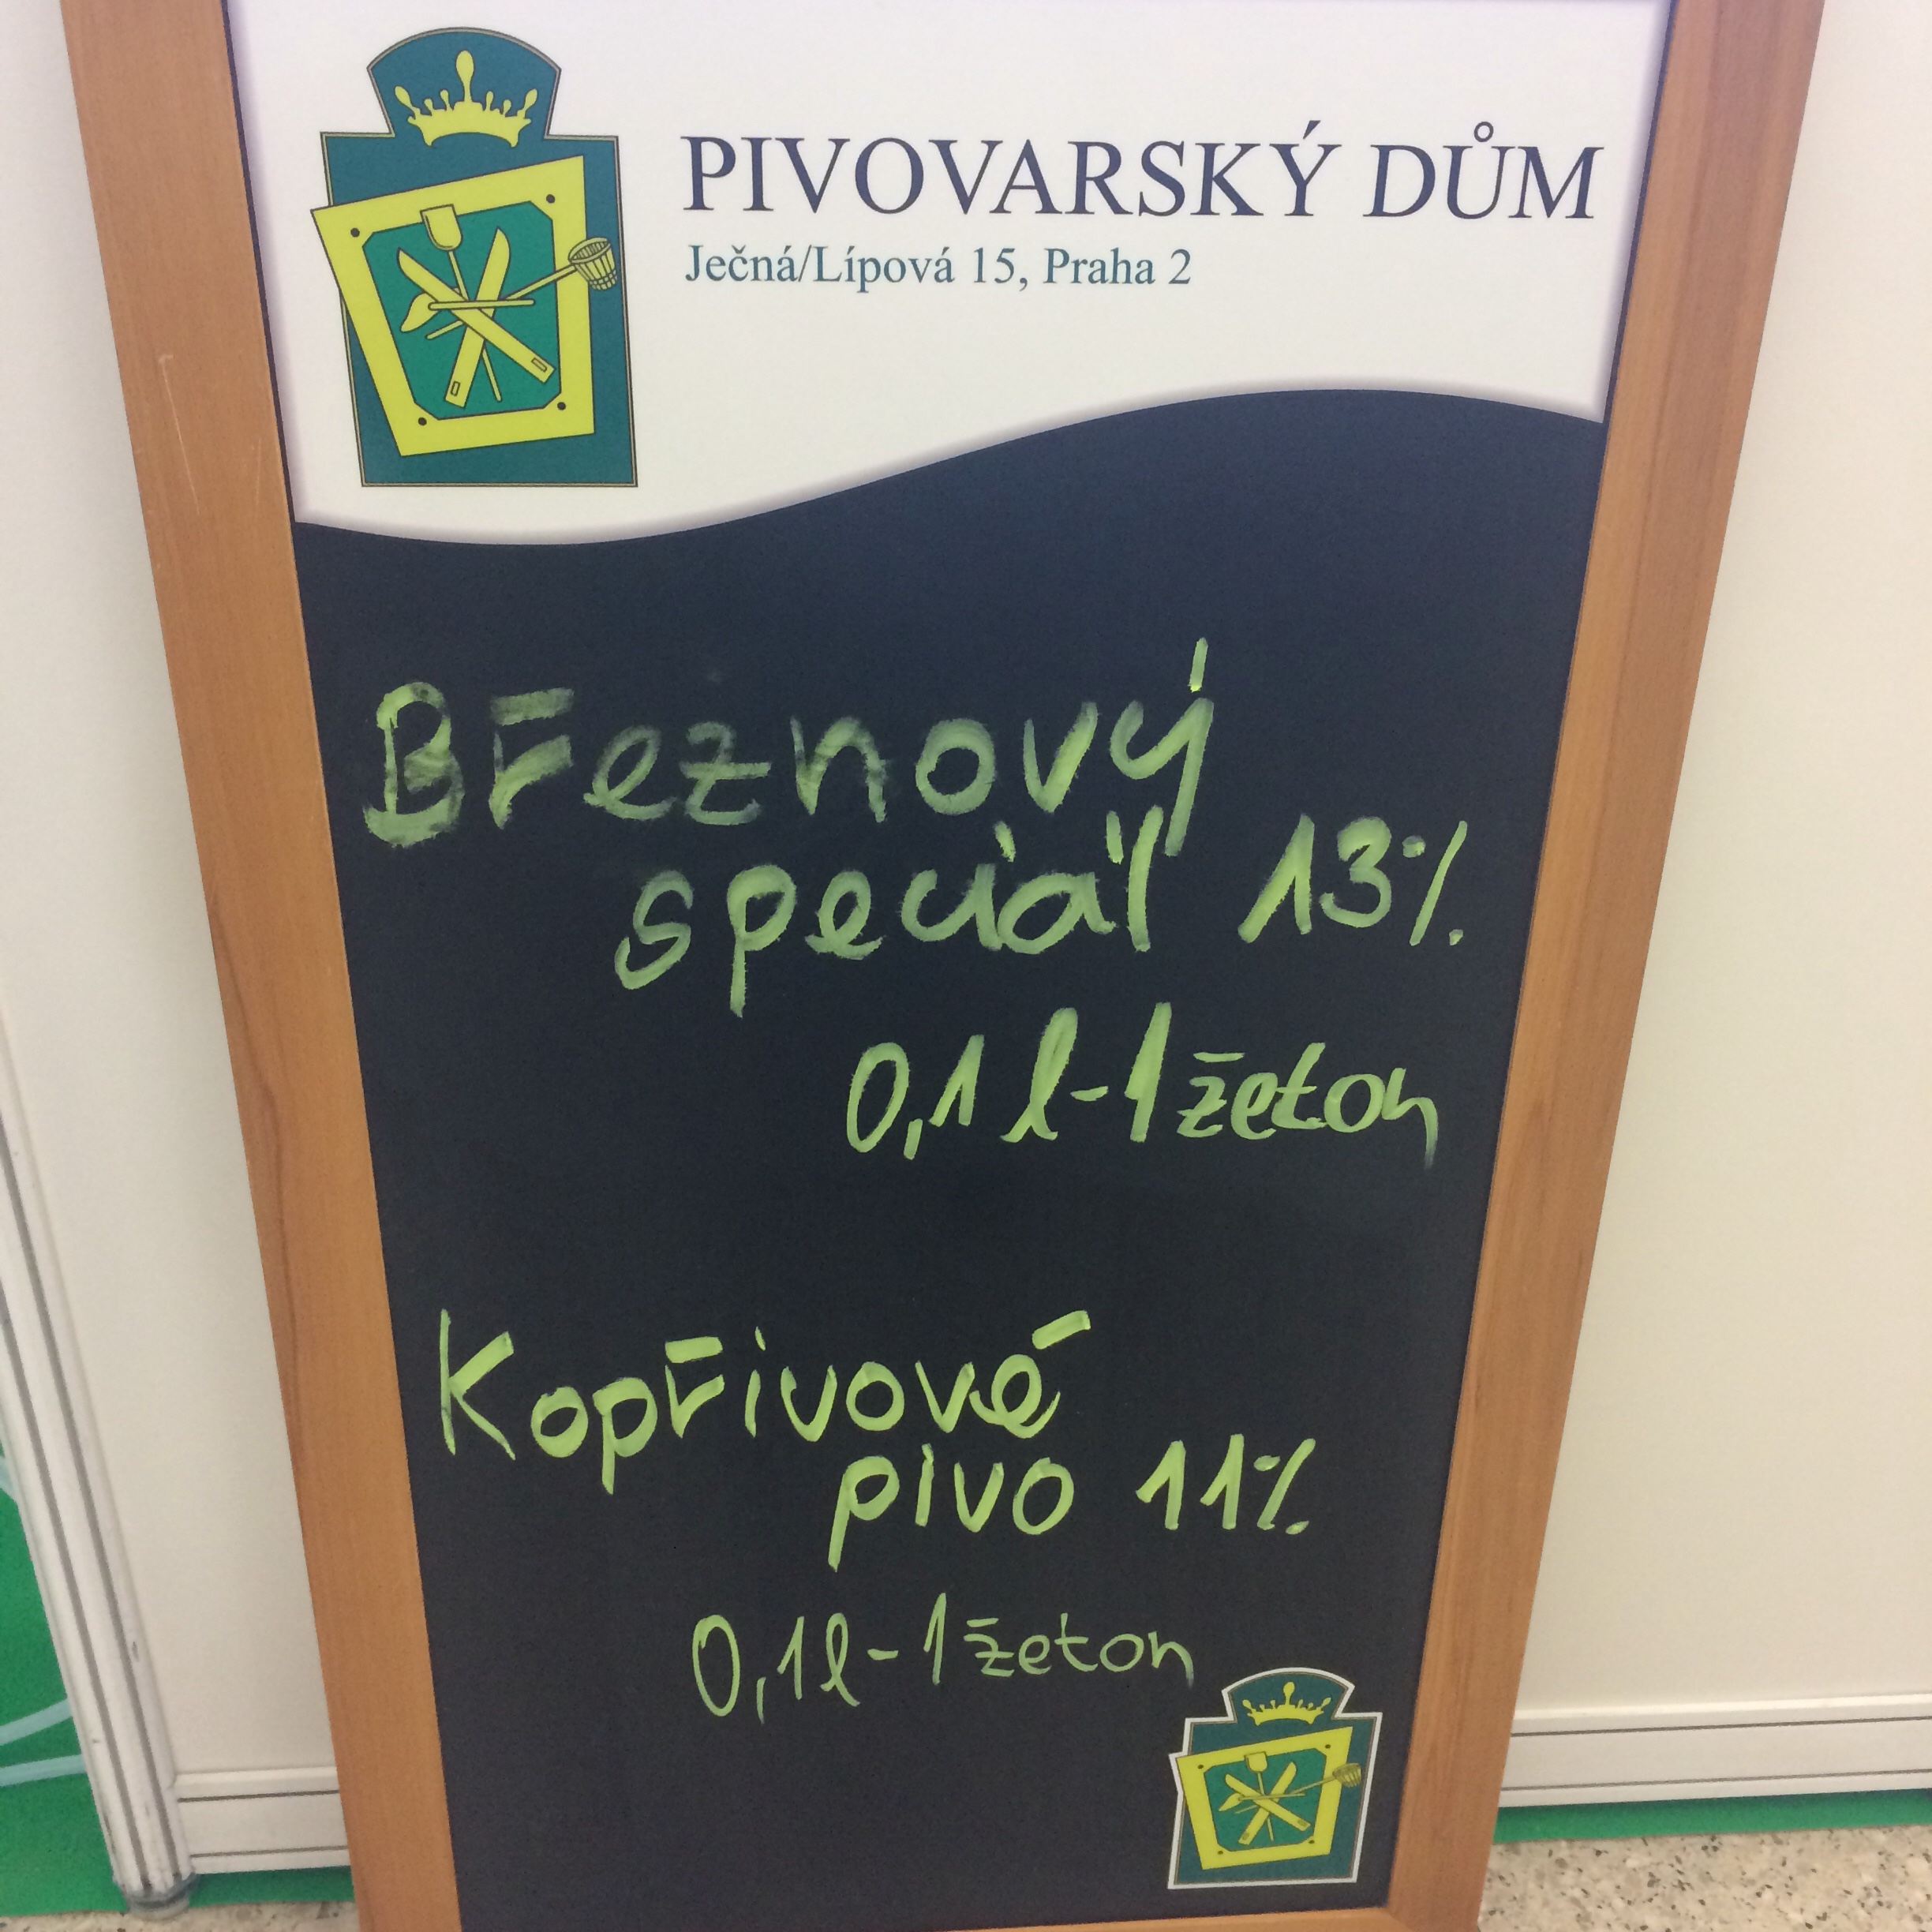 PIVOVARSKÝ DŮM
Ječná/Lípová 15, Praha 2
Březnový
speciál 13%
0,1 l - 1 žeton
Kopřivové
pivo 11%
0,1 l - 1 žeton